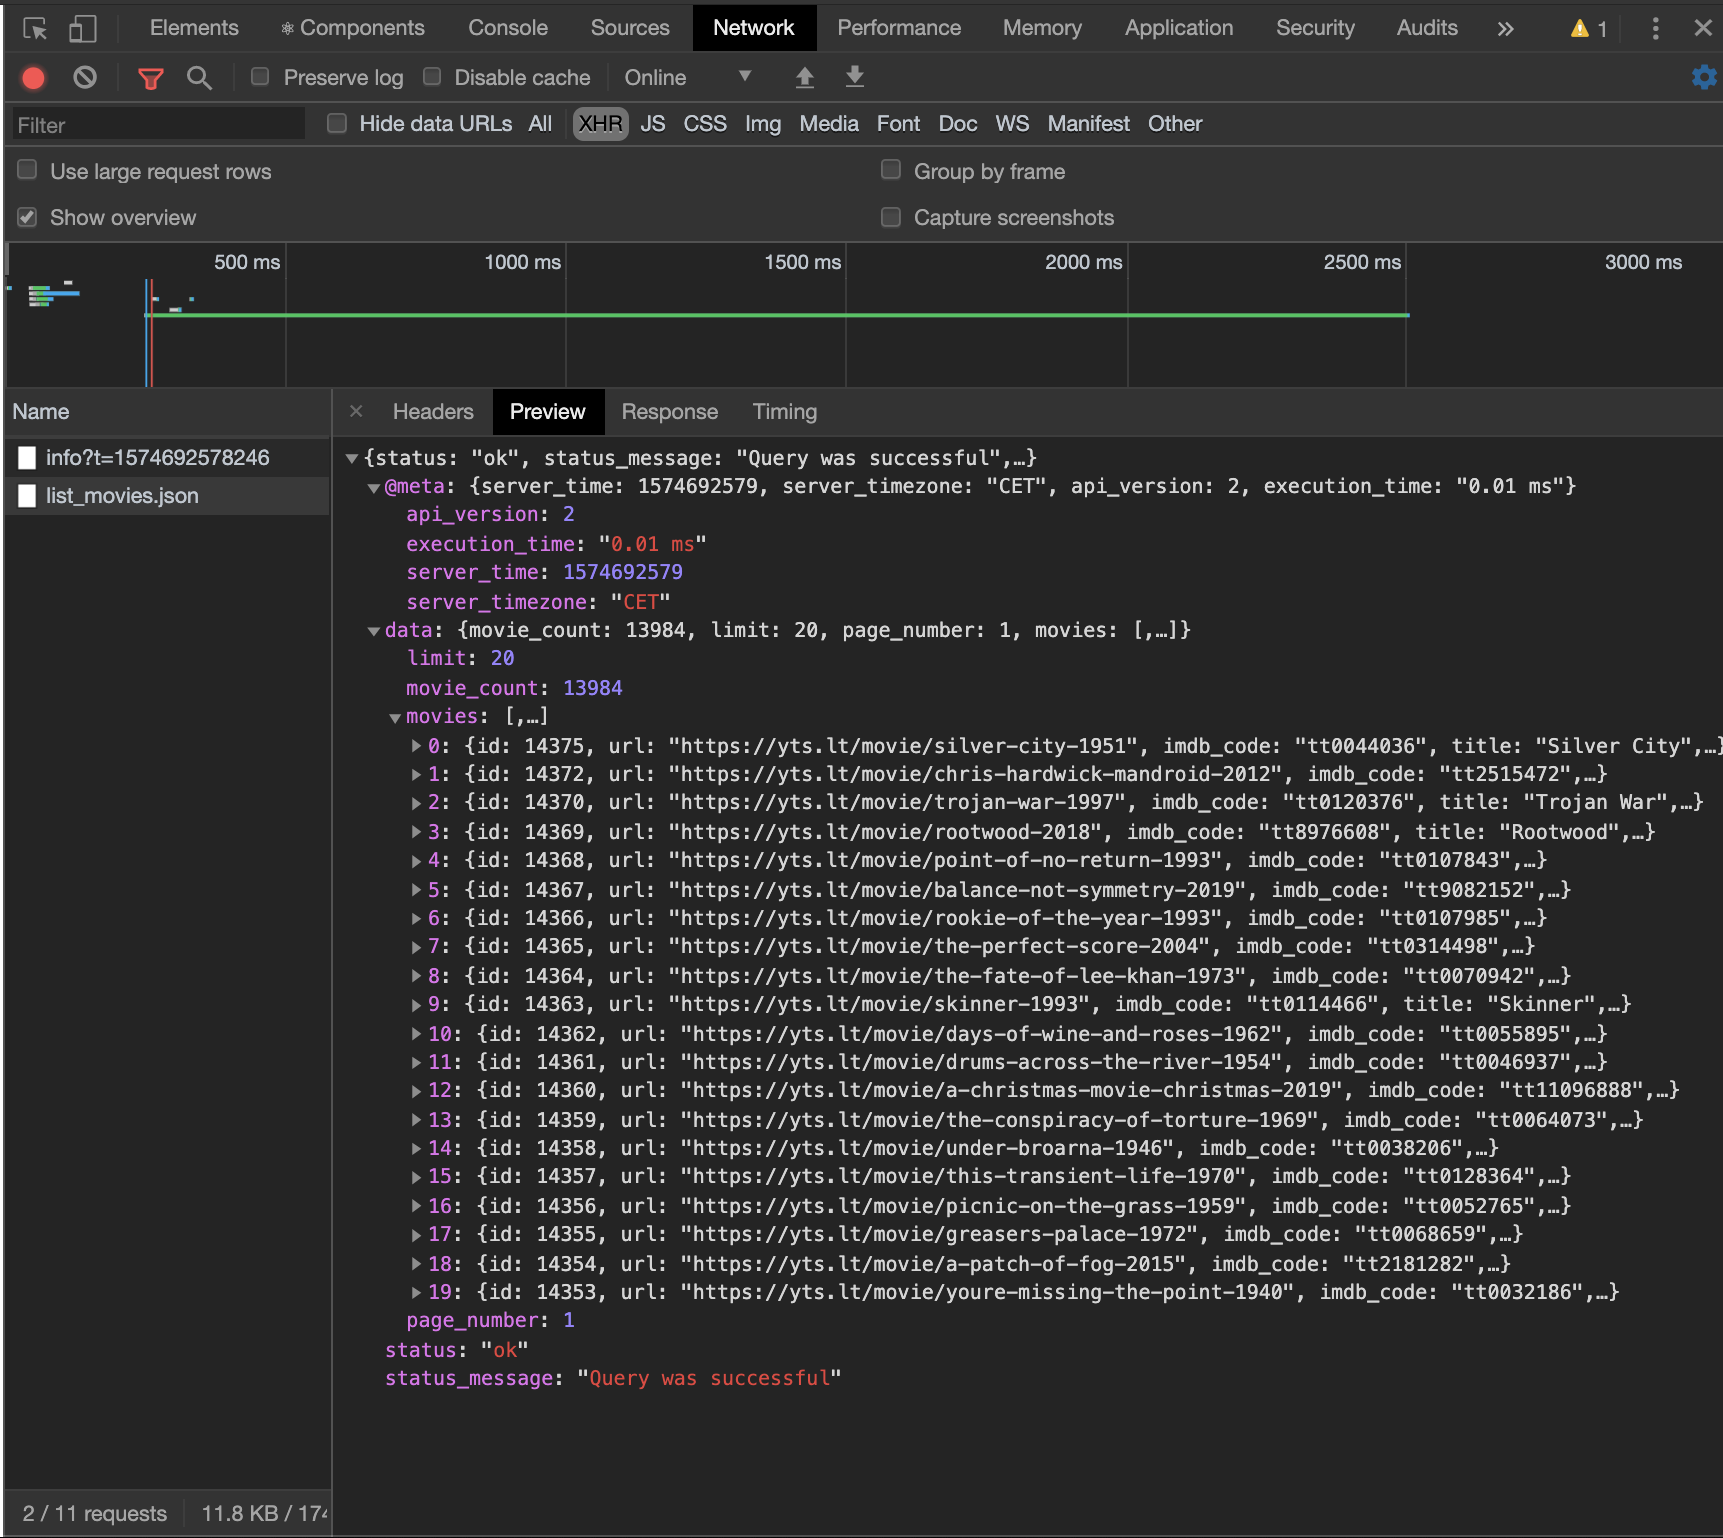 Elements ⚛ Components Console Sources Network Performance Memory Application Security Audits » 1
Preserve log Disable cache Online
Filter Hide data URLs All XHR JS CSS Img Media Font Doc WS Manifest Other
Use large request rows Group by frame
Show overview Capture screenshots
500 ms 1000 ms 1500 ms 2000 ms 2500 ms 3000 ms
Name
info?t=1574692578246
list_movies.json
× Headers Preview Response Timing
{status: "ok", status_message: "Query was successful",…}
@meta: {server_time: 1574692579, server_timezone: "CET", api_version: 2, execution_time: "0.01 ms"}
api_version: 2
execution_time: "0.01 ms"
server_time: 1574692579
server_timezone: "CET"
data: {movie_count: 13984, limit: 20, page_number: 1, movies: [,…]}
limit: 20
movie_count: 13984
movies: [,…]
0: {id: 14375, url: "https://yts.lt/movie/silver-city-1951", imdb_code: "tt0044036", title: "Silver City",…}
1: {id: 14372, url: "https://yts.lt/movie/chris-hardwick-mandroid-2012", imdb_code: "tt2515472",…}
2: {id: 14370, url: "https://yts.lt/movie/trojan-war-1997", imdb_code: "tt0120376", title: "Trojan War",…}
3: {id: 14369, url: "https://yts.lt/movie/rootwood-2018", imdb_code: "tt8976608", title: "Rootwood",…}
4: {id: 14368, url: "https://yts.lt/movie/point-of-no-return-1993", imdb_code: "tt0107843",…}
5: {id: 14367, url: "https://yts.lt/movie/balance-not-symmetry-2019", imdb_code: "tt9082152",…}
6: {id: 14366, url: "https://yts.lt/movie/rookie-of-the-year-1993", imdb_code: "tt0107985",…}
7: {id: 14365, url: "https://yts.lt/movie/the-perfect-score-2004", imdb_code: "tt0314498",…}
8: {id: 14364, url: "https://yts.lt/movie/the-fate-of-lee-khan-1973", imdb_code: "tt0070942",…}
9: {id: 14363, url: "https://yts.lt/movie/skinner-1993", imdb_code: "tt0114466", title: "Skinner",…}
10: {id: 14362, url: "https://yts.lt/movie/days-of-wine-and-roses-1962", imdb_code: "tt0055895",…}
11: {id: 14361, url: "https://yts.lt/movie/drums-across-the-river-1954", imdb_code: "tt0046937",…}
12: {id: 14360, url: "https://yts.lt/movie/a-christmas-movie-christmas-2019", imdb_code: "tt11096888",…}
13: {id: 14359, url: "https://yts.lt/movie/the-conspiracy-of-torture-1969", imdb_code: "tt0064073",…}
14: {id: 14358, url: "https://yts.lt/movie/under-broarna-1946", imdb_code: "tt0038206",…}
15: {id: 14357, url: "https://yts.lt/movie/this-transient-life-1970", imdb_code: "tt0128364",…}
16: {id: 14356, url: "https://yts.lt/movie/picnic-on-the-grass-1959", imdb_code: "tt0052765",…}
17: {id: 14355, url: "https://yts.lt/movie/greasers-palace-1972", imdb_code: "tt0068659",…}
18: {id: 14354, url: "https://yts.lt/movie/a-patch-of-fog-2015", imdb_code: "tt2181282",…}
19: {id: 14353, url: "https://yts.lt/movie/youre-missing-the-point-1940", imdb_code: "tt0032186",…}
page_number: 1
status: "ok"
status_message: "Query was successful"
2 / 11 requests 11.8 KB / 17